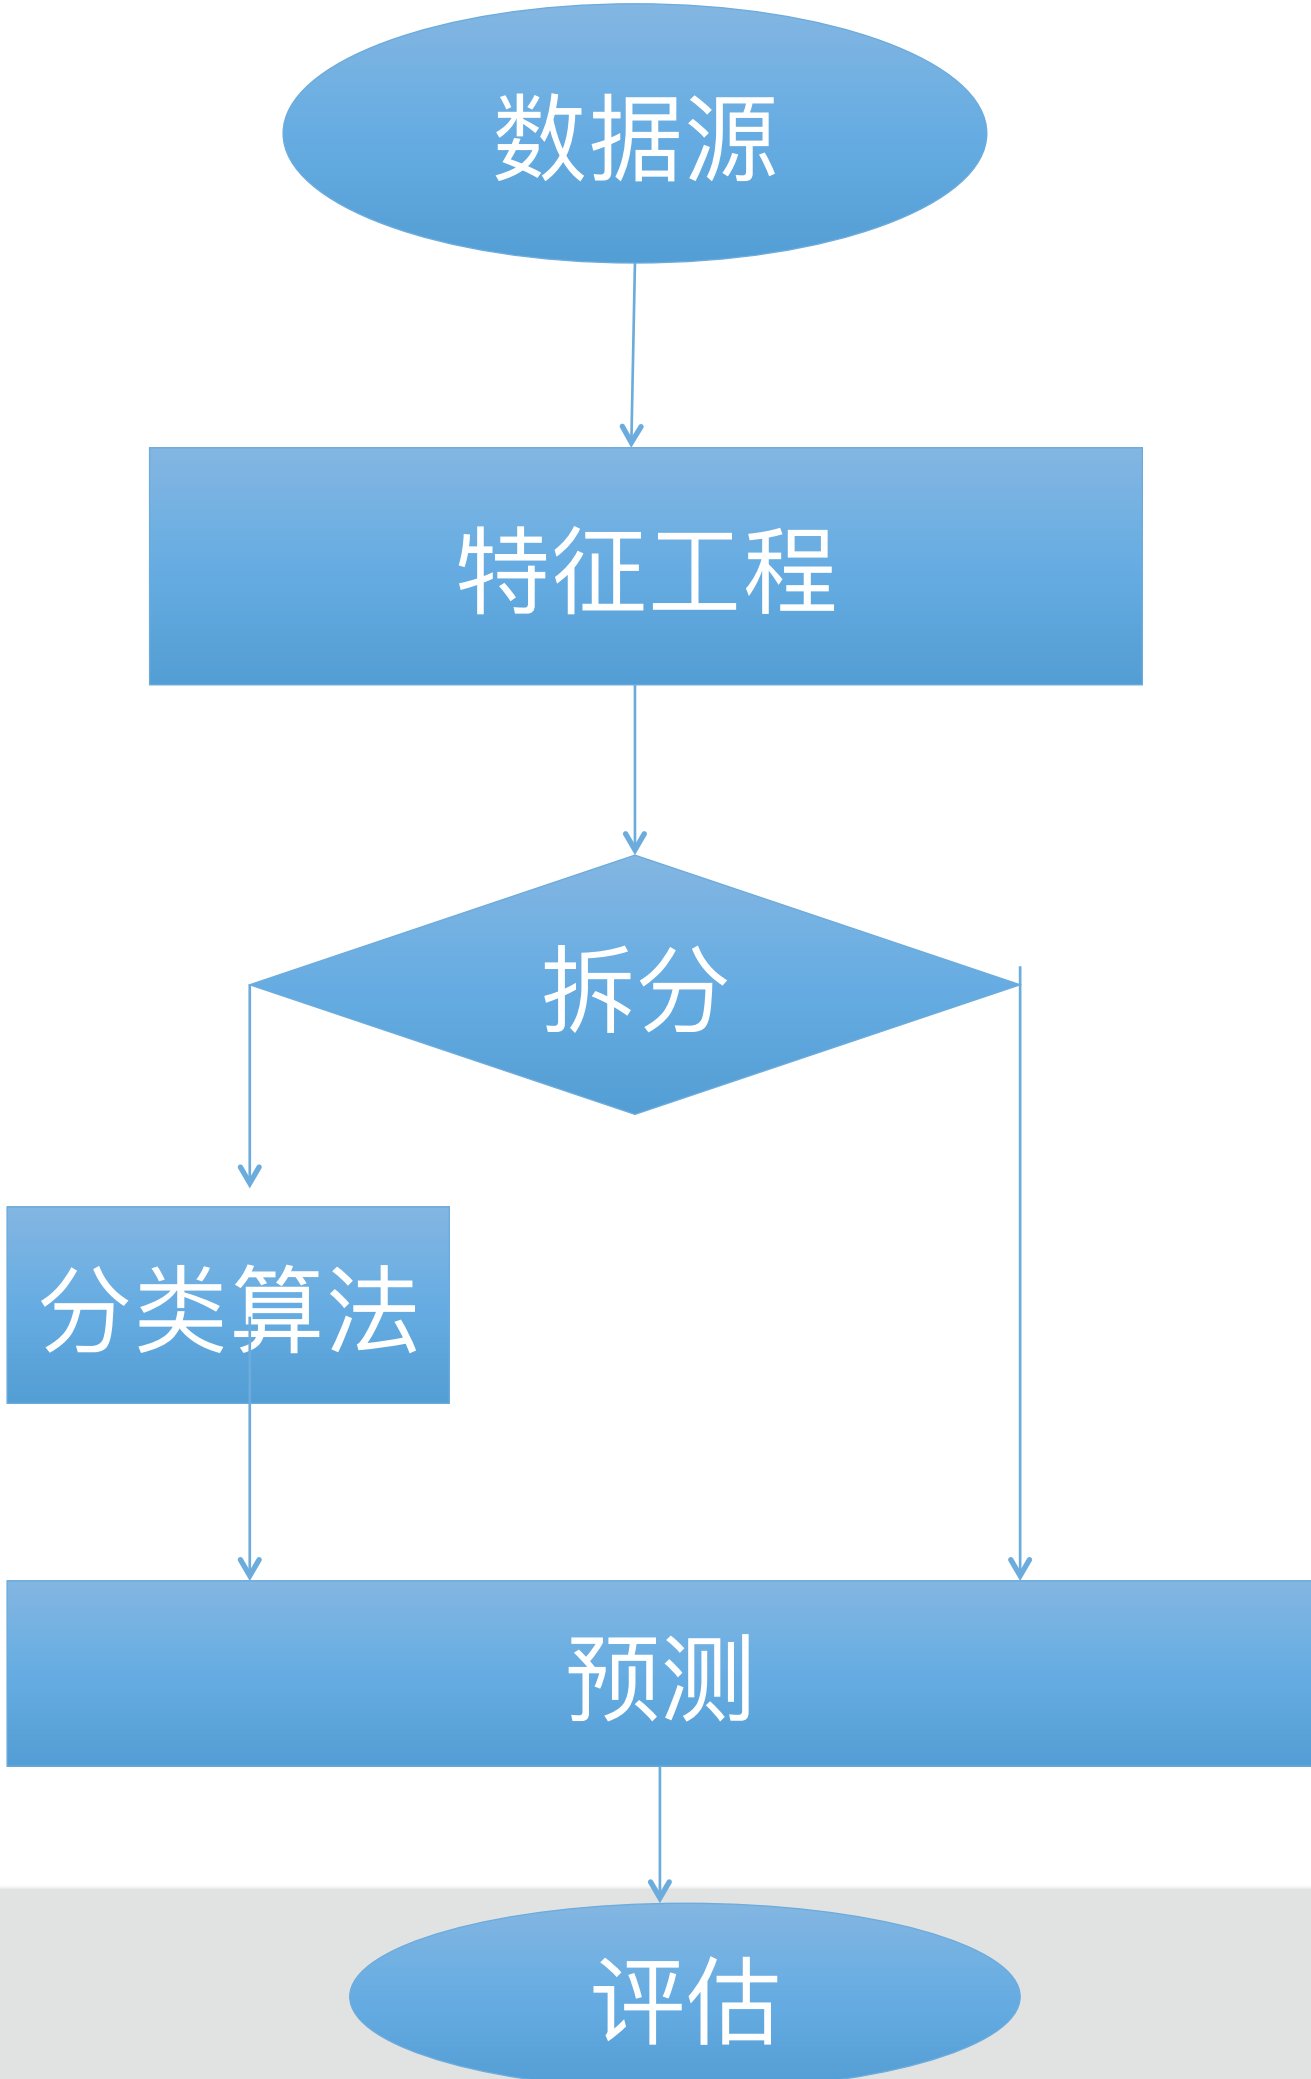 数据源
特征工程
拆分
分类算法
预测
评估